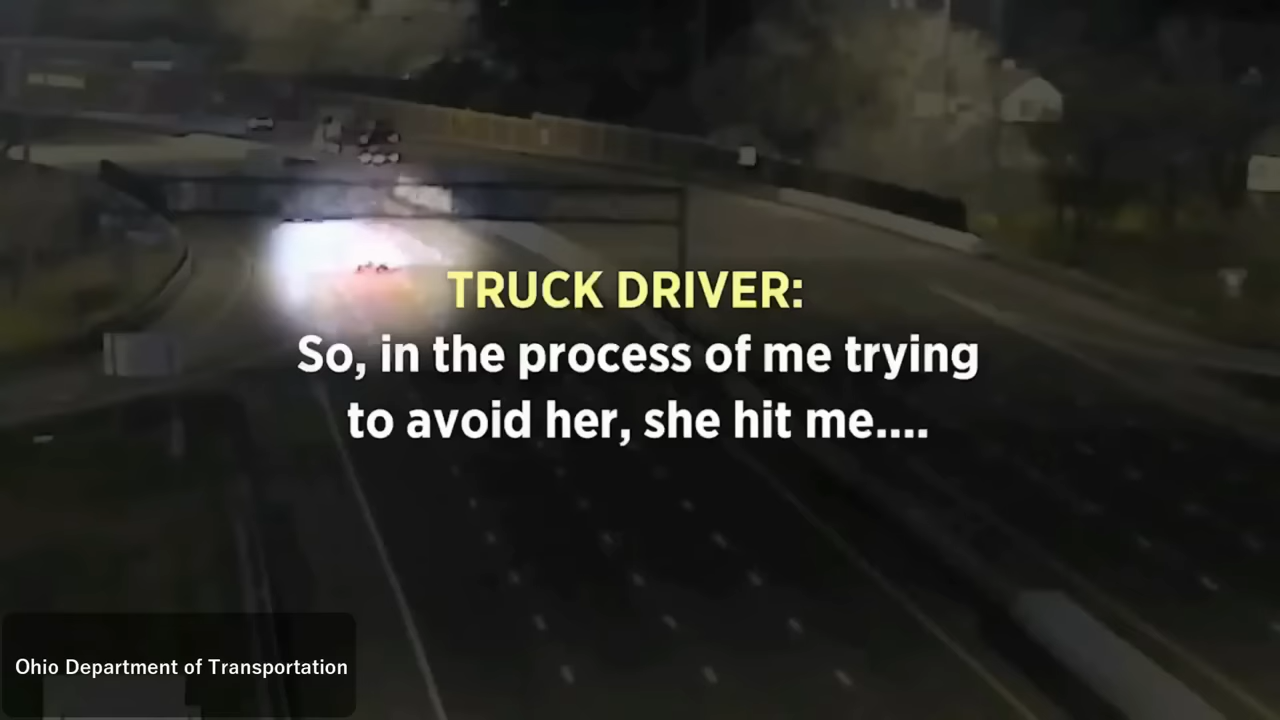 TRUCK DRIVER:
So, in the process of me trying
to avoid her, she hit me....
Ohio Department of Transportation